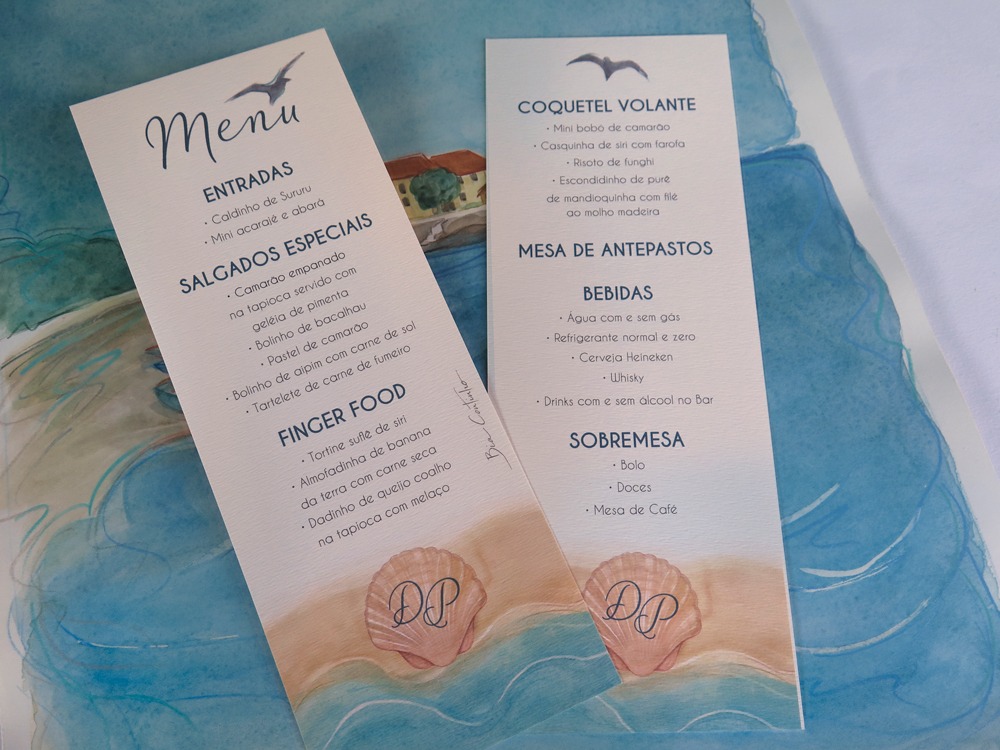 Menu
ENTRADAS
• Caldinho de Sururu
• Mini acarajé e abará
SALGADOS ESPECIAIS
• Camarão empanado
na tapioca servido com
geléia de pimenta
• Bolinho de bacalhau
• Pastel de camarão
• Bolinho de aipim com carne de sol
• Tartelete de carne de fumeiro
FINGER FOOD
• Tortine suflê de siri
• Almofadinha de banana
da terra com carne seca
• Dadinho de queijo coalho
na tapioca com melaço
DP
COQUETEL VOLANTE
• Mini bobó de camarão
• Casquinha de siri com farofa
• Risoto de funghi
• Escondidinho de purê
de mandioquinha com filé
ao molho madeira
MESA DE ANTEPASTOS
BEBIDAS
• Água com e sem gás
• Refrigerante normal e zero
• Cerveja Heineken
• Whisky
• Drinks com e sem álcool no Bar
SOBREMESA
• Bolo
• Doces
• Mesa de Café
DP